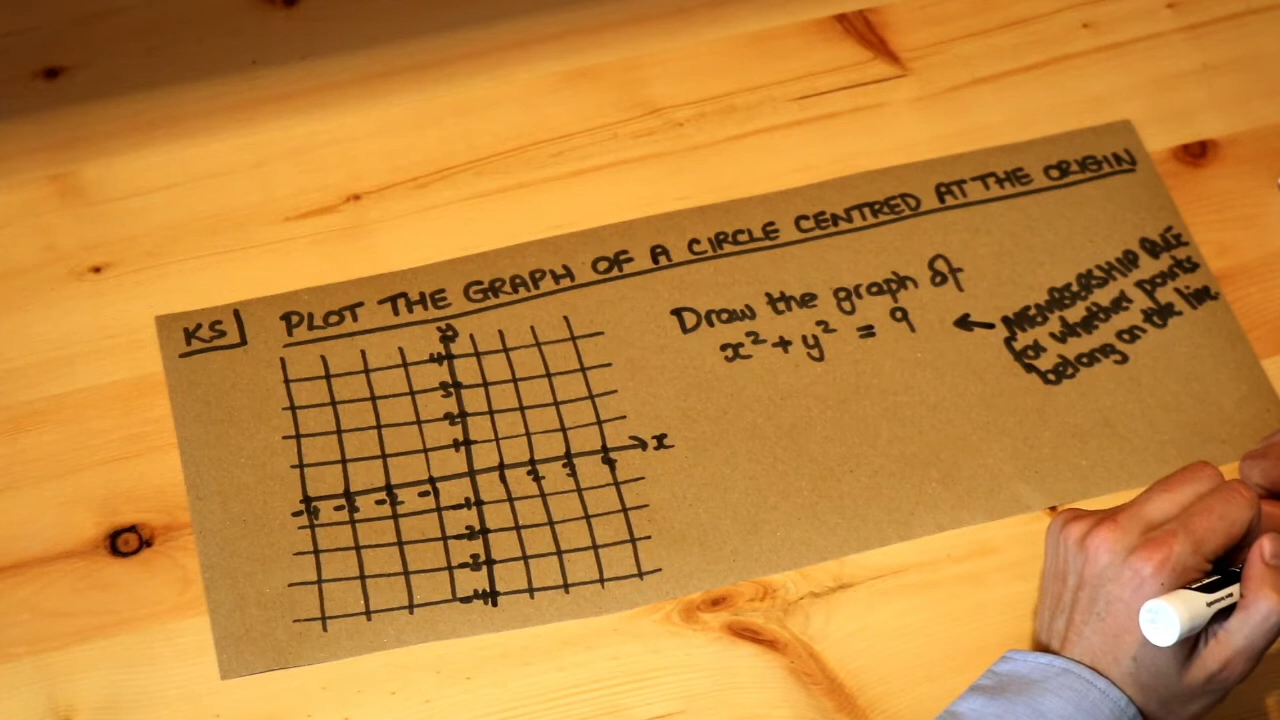 KS
PLOT THE GRAPH OF A CIRCLE CENTRED AT THE ORIGIN
Draw the graph of
x² + y² = 9
← MEMBERSHIP RULE
for whether points
belong on the line.
y
4
3
2
1
-4 -3 -2 -1 1 2 3 4 x
-1
-2
-3
-4